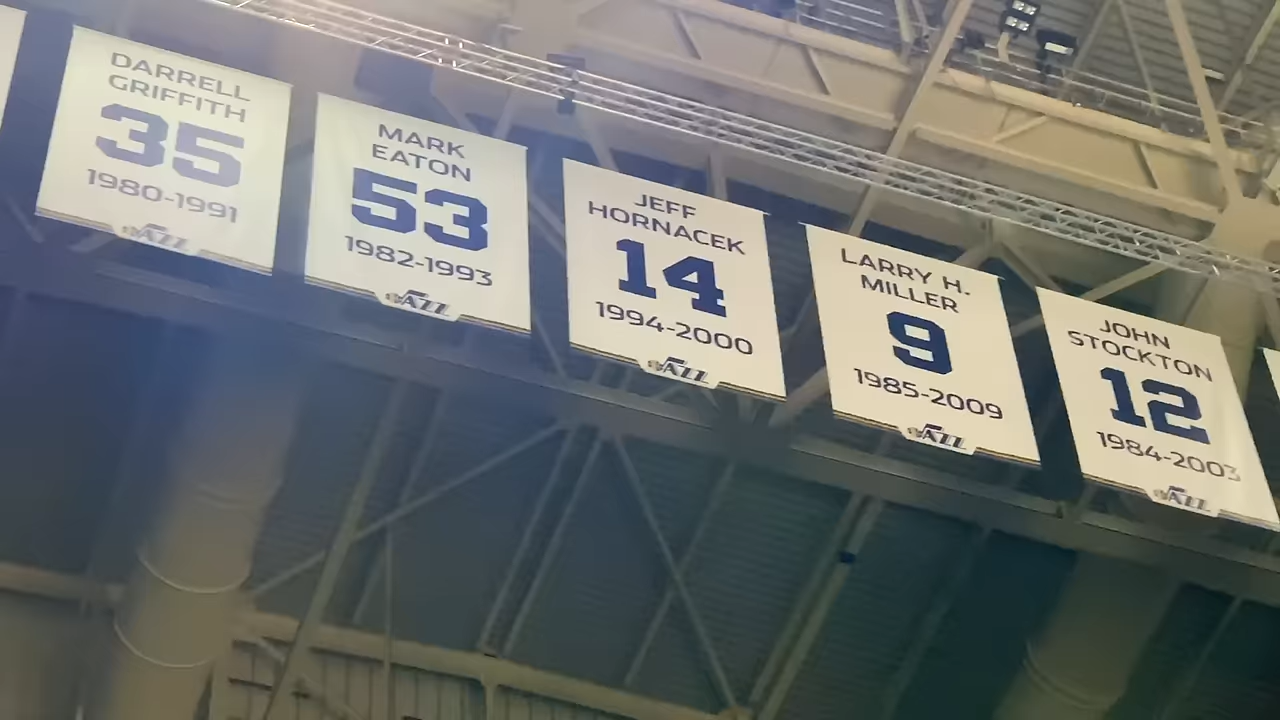 DARRELL
GRIFFITH
35
1980-1991
JAZZ
MARK
EATON
53
1982-1993
JAZZ
JEFF
HORNACEK
14
1994-2000
JAZZ
LARRY H.
MILLER
9
1985-2009
JAZZ
JOHN
STOCKTON
12
1984-2003
JAZZ